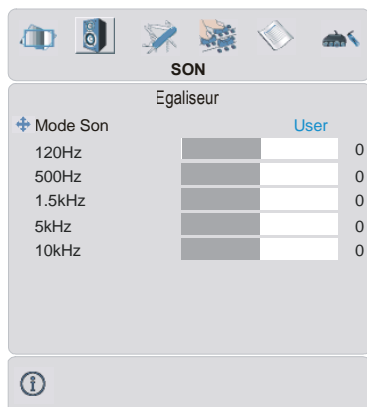 SON
Egaliseur
Mode Son User
120Hz 0
500Hz 0
1.5kHz 0
5kHz 0
10kHz 0